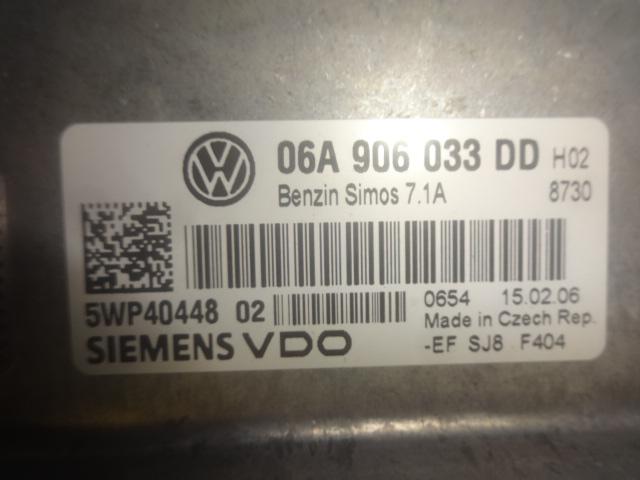 06A 906 033 DD H02
Benzin Simos 7.1A 8730
5WP40448 02 0654 15.02.06
Made in Czech Rep.
SIEMENS VDO -EF SJ8 F404